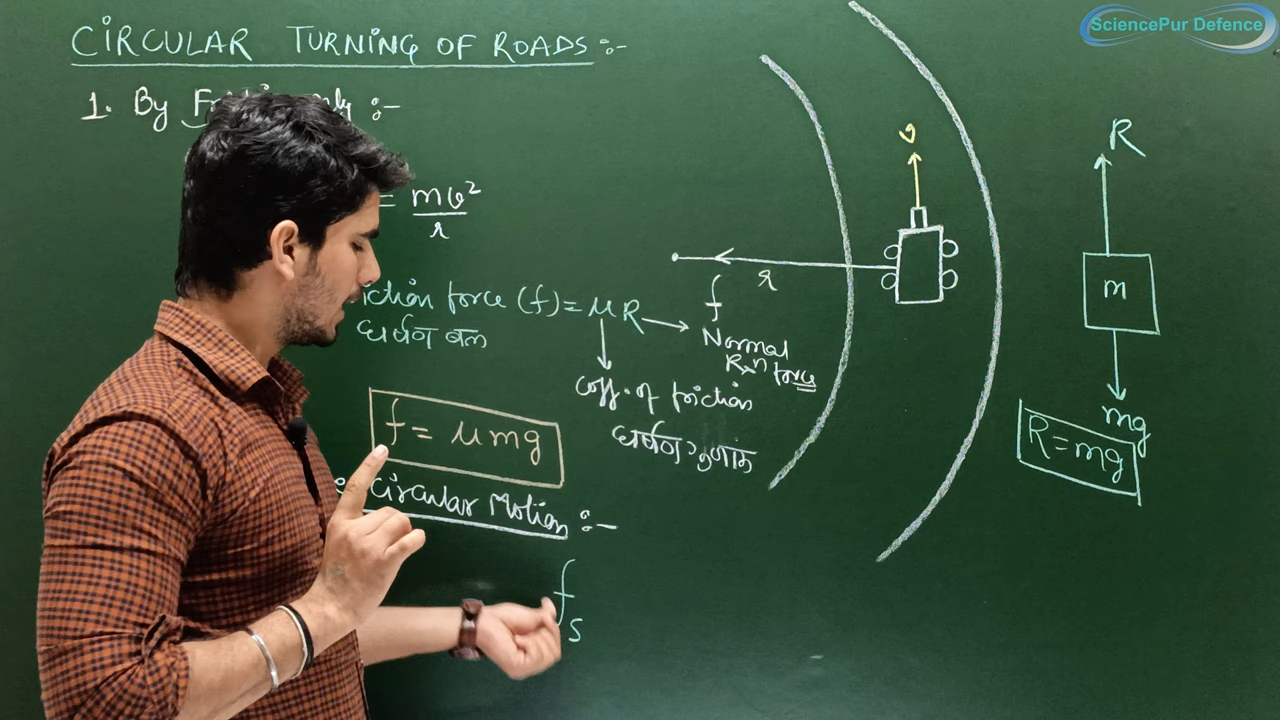 CIRCULAR TURNING OF ROADS :-
1. By :-
= mv²/r
force (f) = μR
घर्षण बल
Normal
Rxn force
Coff. of friction
घर्षण गुणांक
f = μmg
Circular Motion :-
fs
v
r
f
R
m
mg
R = mg
SciencePur Defence